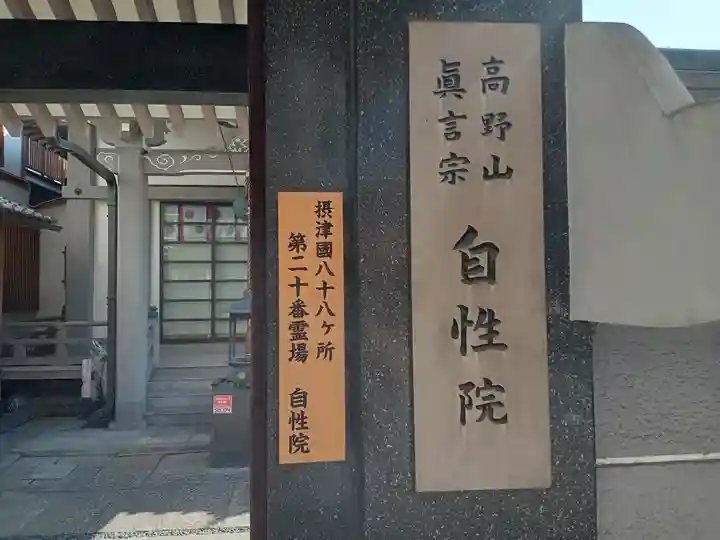 高野山
眞言宗
自性院
摂津國八十八ヶ所
第二十番霊場 自性院